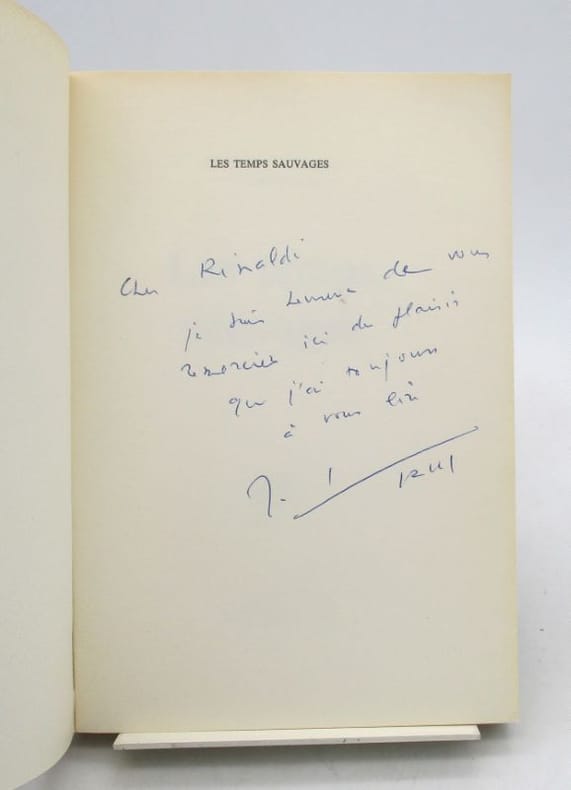 LES TEMPS SAUVAGES
Cher Rinaldi
je suis heureux de vous
remercier ici du plaisir
que j'ai toujours
à vous lire
J.